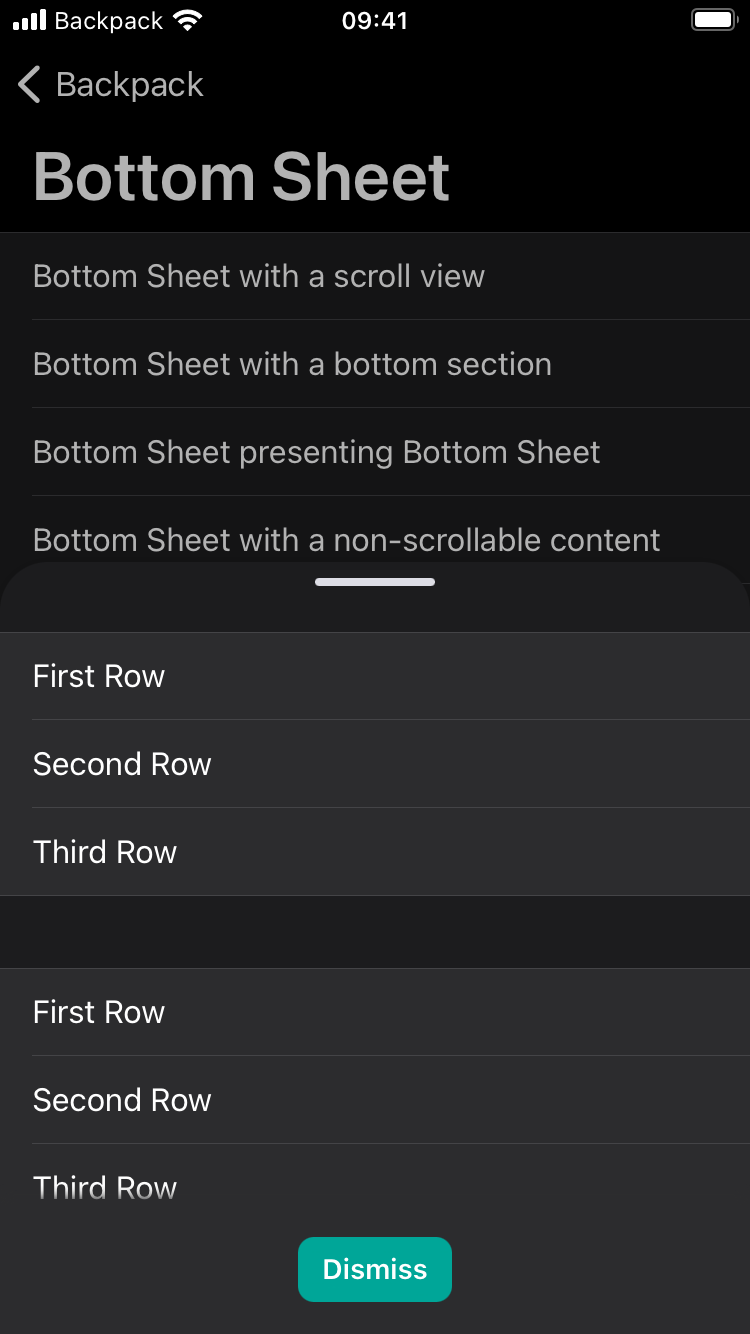 Backpack 09:41
Backpack
Bottom Sheet
Bottom Sheet with a scroll view
Bottom Sheet with a bottom section
Bottom Sheet presenting Bottom Sheet
Bottom Sheet with a non-scrollable content
First Row
Second Row
Third Row
First Row
Second Row
Third Row
Dismiss